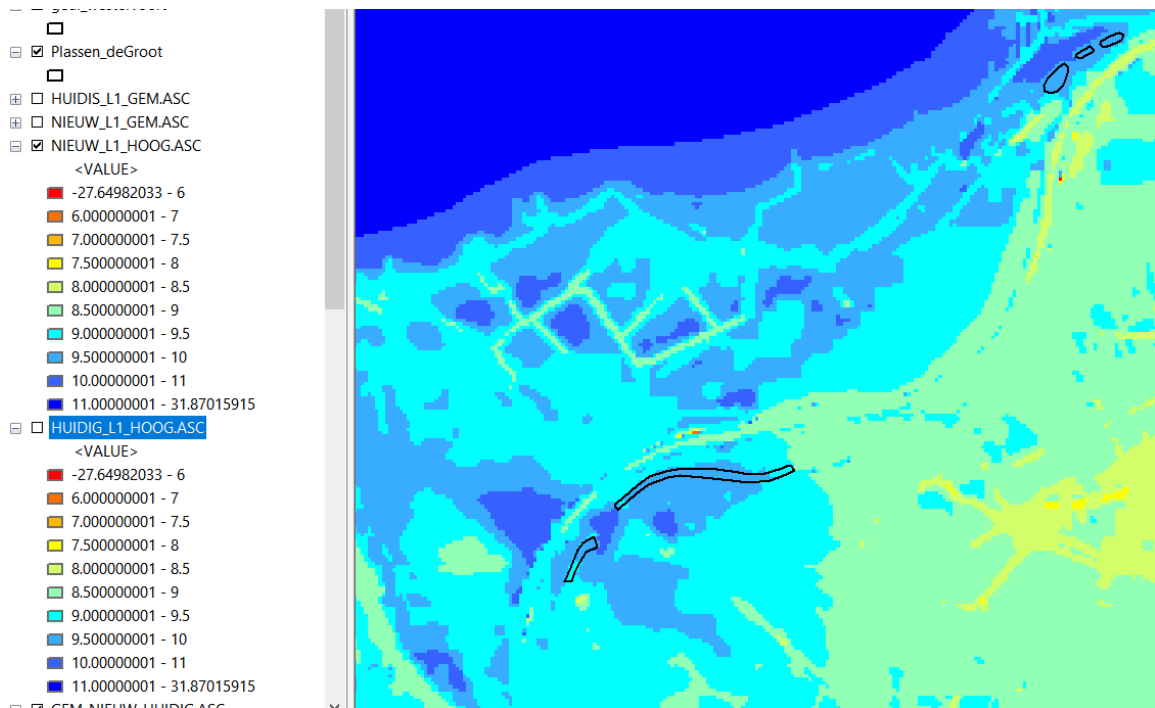 Plassen_deGroot
HUIDIS_L1_GEM.ASC
NIEUW_L1_GEM.ASC
NIEUW_L1_HOOG.ASC
<VALUE>
-27.64982033 - 6
6.000000001 - 7
7.000000001 - 7.5
7.500000001 - 8
8.000000001 - 8.5
8.500000001 - 9
9.000000001 - 9.5
9.500000001 - 10
10.00000001 - 11
11.00000001 - 31.87015915
HUIDIG_L1_HOOG.ASC
<VALUE>
-27.64982033 - 6
6.000000001 - 7
7.000000001 - 7.5
7.500000001 - 8
8.000000001 - 8.5
8.500000001 - 9
9.000000001 - 9.5
9.500000001 - 10
10.00000001 - 11
11.00000001 - 31.87015915